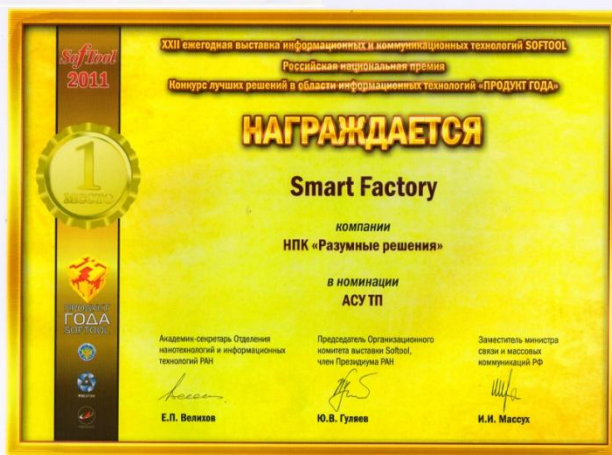 SofTool
2011
XXII ежегодная выставка информационных и коммуникационных технологий SOFTOOL
Российская национальная премия
Конкурс лучших решений в области информационных технологий «ПРОДУКТ ГОДА»
НАГРАЖДАЕТСЯ
1
МЕСТО
Smart Factory
компании
НПК «Разумные решения»
в номинации
АСУ ТП
ПРОДУКТ
ГОДА
SOFTOOL
Академик-секретарь Отделения
нанотехнологий и информационных
технологий РАН
Е.П. Велихов
Председатель Организационного
комитета выставки Softool,
член Президиума РАН
Ю.В. Гуляев
Заместитель министра
связи и массовых
коммуникаций РФ
И.И. Массух